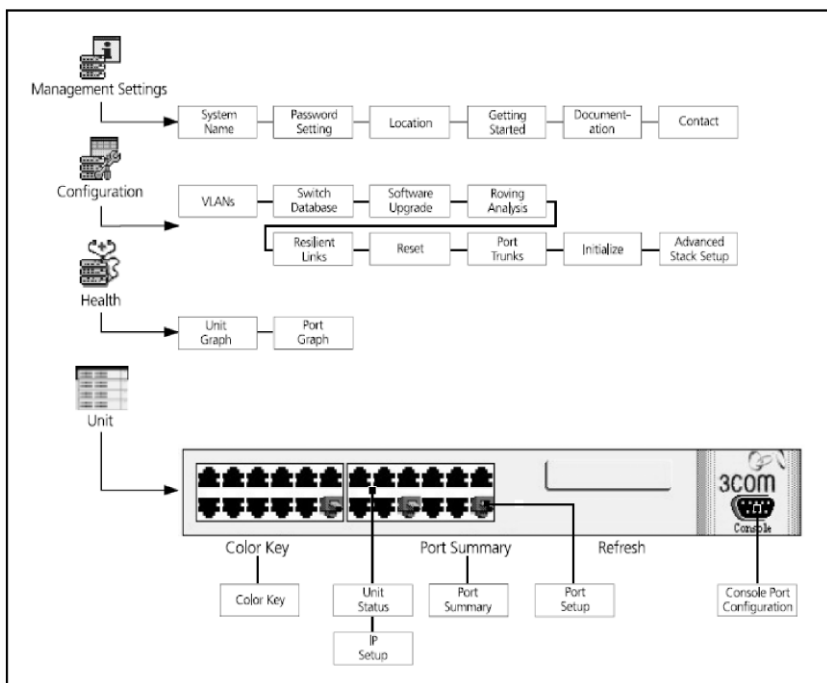 Management Settings
System
Name
Password
Setting
Location
Getting
Started
Document-
ation
Contact
Configuration
VLANs
Switch
Database
Software
Upgrade
Roving
Analysis
Resilient
Links
Reset
Port
Trunks
Initialize
Advanced
Stack Setup
Health
Unit
Graph
Port
Graph
Unit
3COM
Console
Color Key
Port Summary
Refresh
Color Key
Unit
Status
Port
Summary
Port
Setup
Console Port
Configuration
IP
Setup